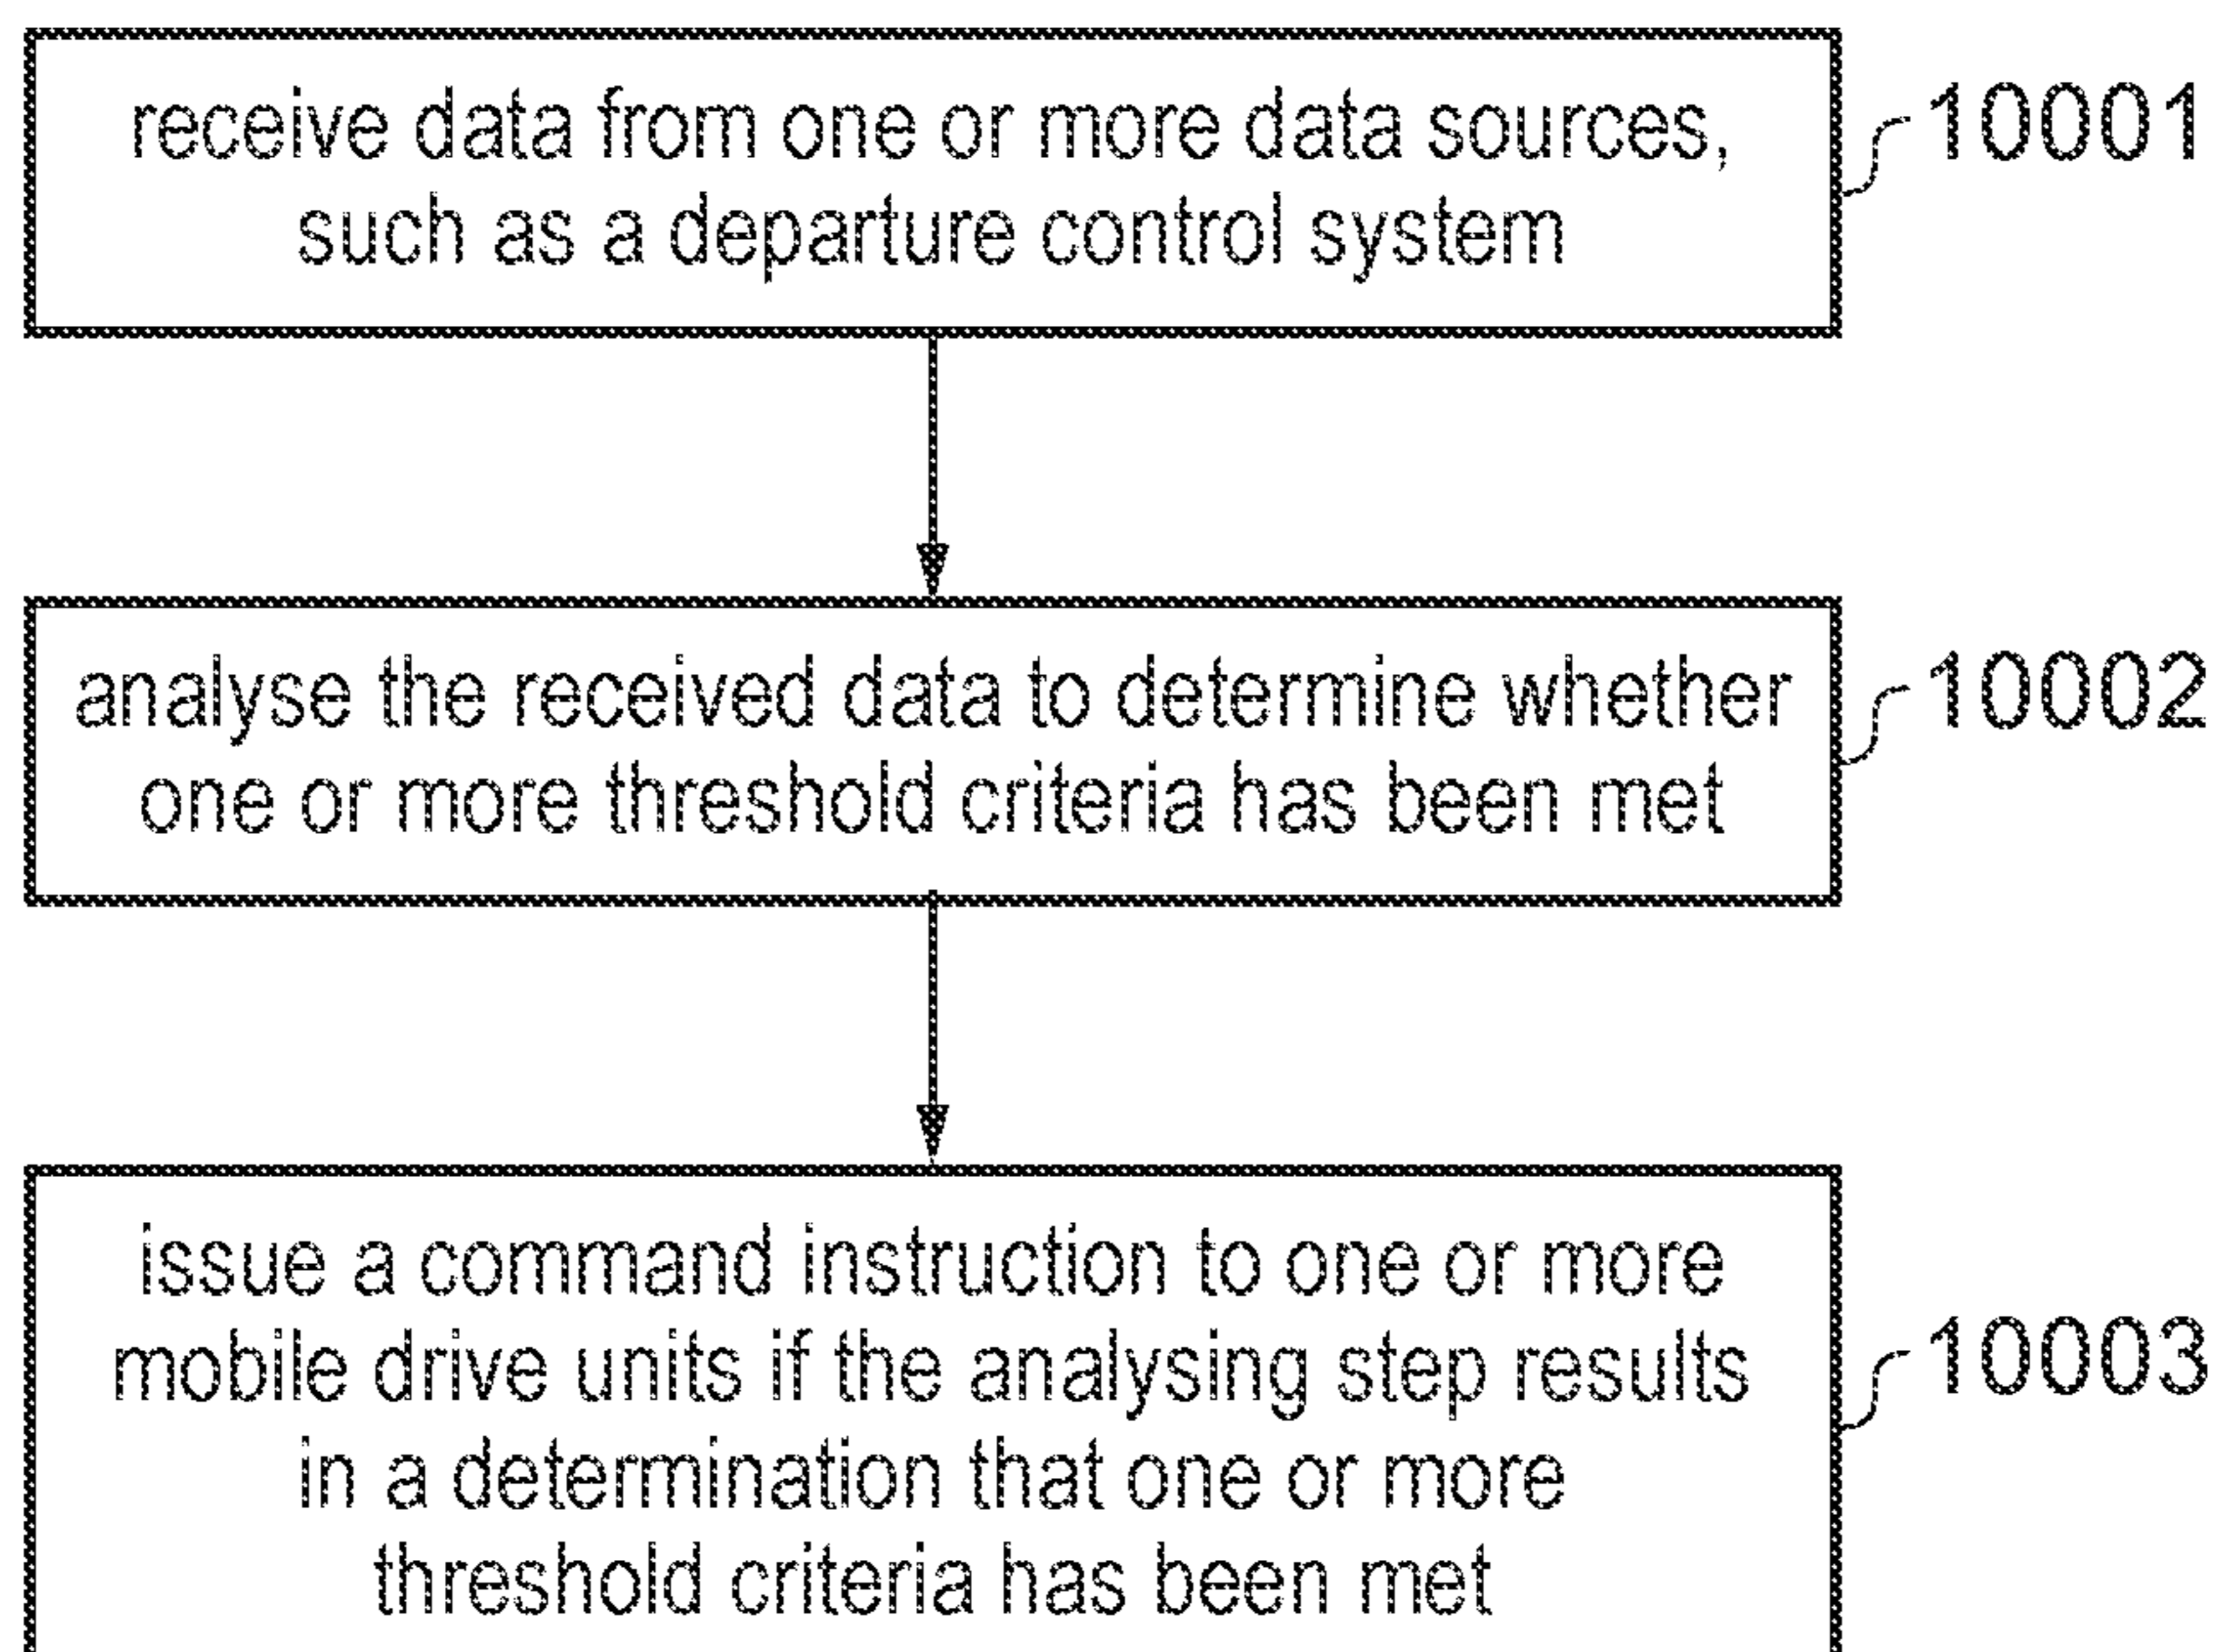 receive data from one or more data sources,
such as a departure control system
10001
analyse the received data to determine whether
one or more threshold criteria has been met
10002
issue a command instruction to one or more
mobile drive units if the analysing step results
in a determination that one or more
threshold criteria has been met
10003